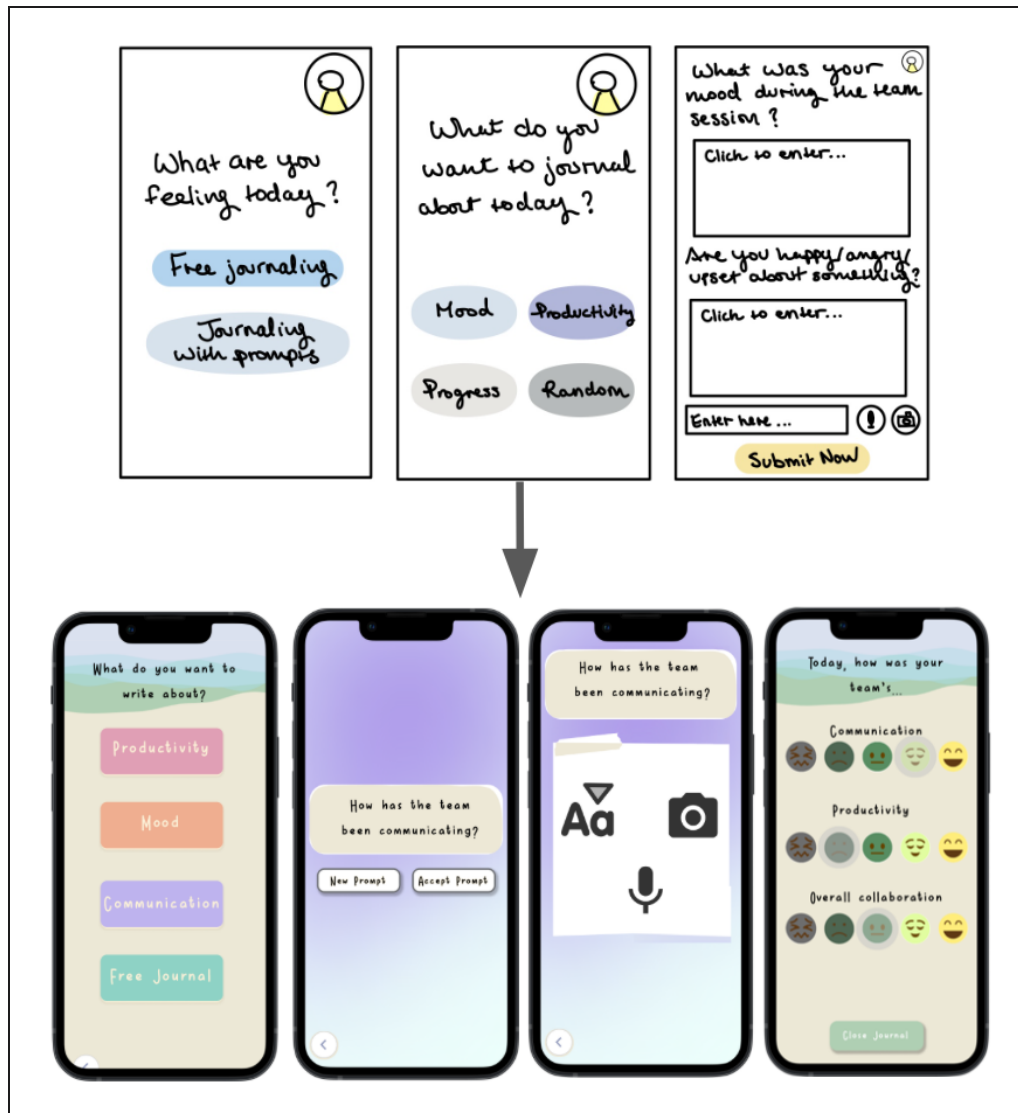 What are you
feeling today?
Free journaling
Journaling
with prompts
What do you
want to journal
about today?
Mood
Productivity
Progress
Random
What was your
mood during the team
session?
Click to enter...
Are you happy/angry/
upset about something?
Click to enter...
Enter here ...
Submit Now
What do you want to
write about?
Productivity
Mood
Communication
Free Journal
How has the team
been communicating?
New Prompt
Accept Prompt
How has the team
been communicating?
Aa
Today, how was your
team's...
Communication
Productivity
Overall collaboration
Close Journal